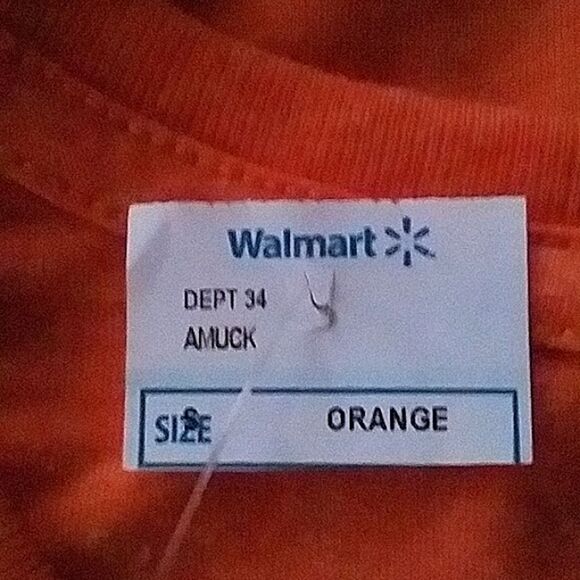 Walmart
DEPT 34
AMUCK
SIZE S ORANGE